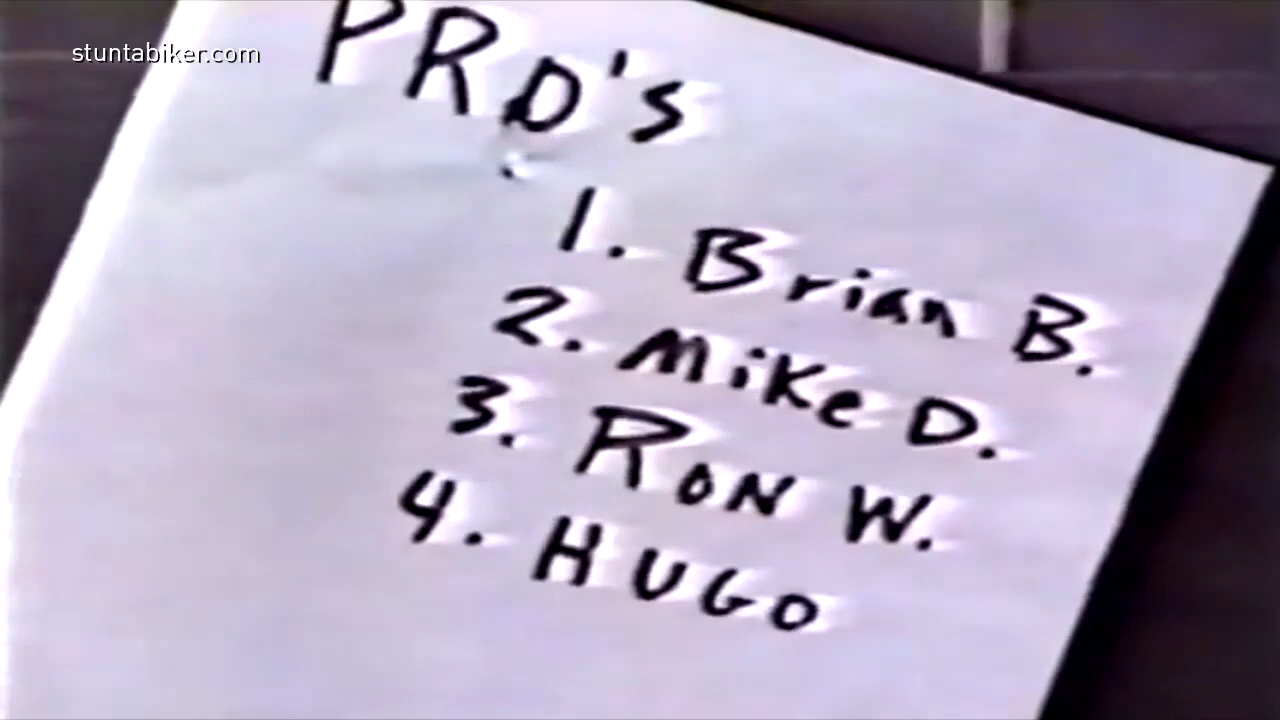 stuntabiker.com
PRO's
1. Brian B.
2. Mike D.
3. Ron W.
4. HUGO